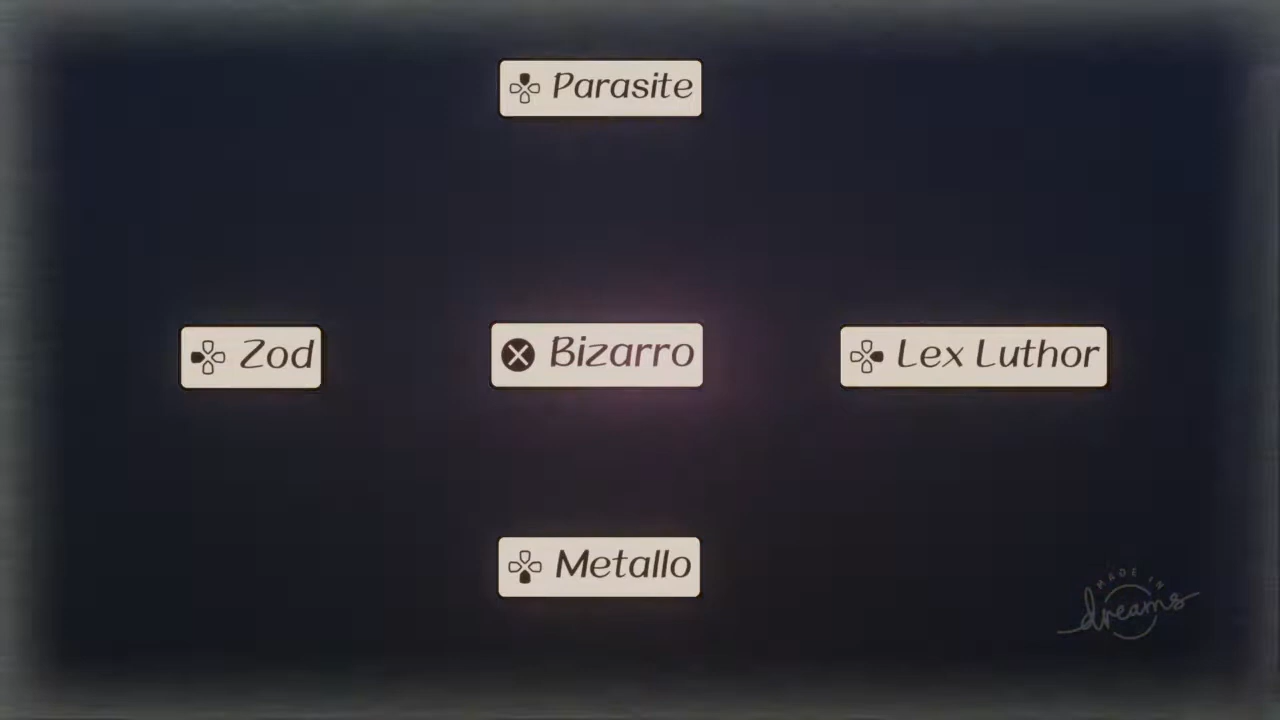 Parasite
Zod
Bizarro
Lex Luthor
Metallo
MADE IN
dreams